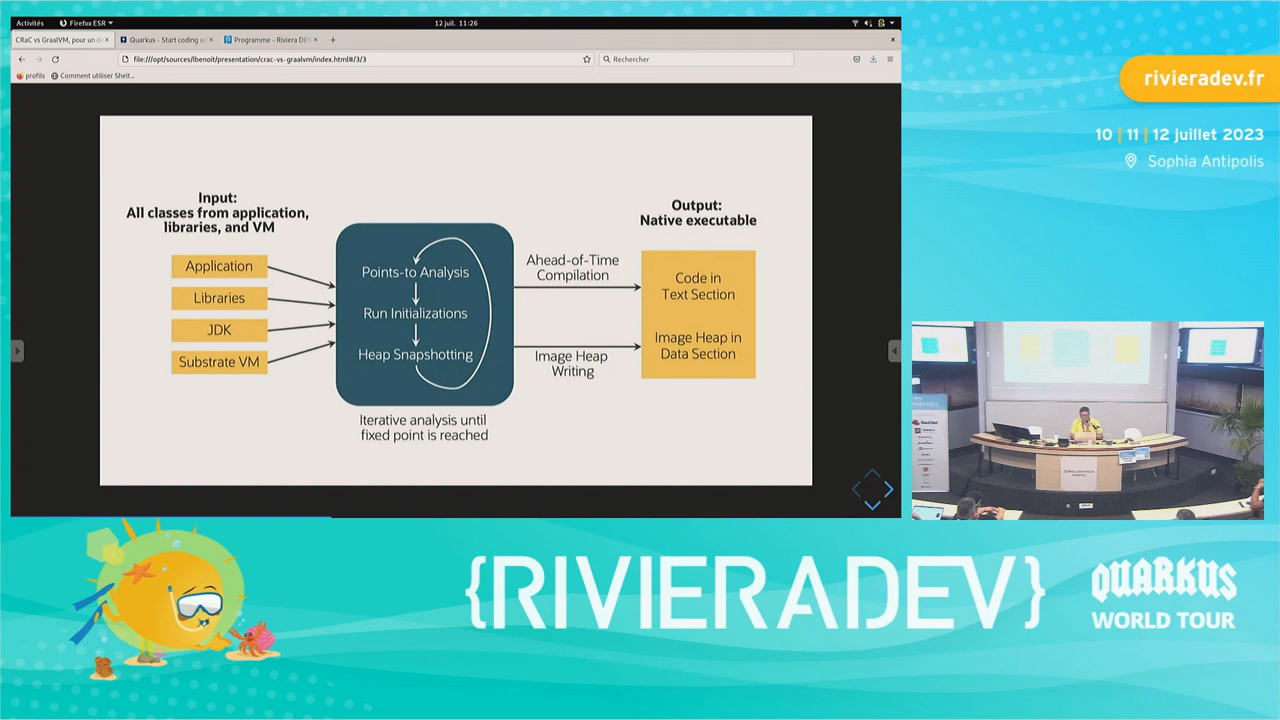 Activités
Firefox ESR
12 juil. 11:26
CRaC vs GraalVM, pour un d
Quarkus - Start coding w
Programme - Riviera DE
file:///opt/sources/lbenoit/presentation/crac-vs-graalvm/index.html#/3/3
Rechercher
profils
Comment utiliser Shelt...
rivieradev.fr
10 | 11 | 12 juillet 2023
Sophia Antipolis
Input:
All classes from application,
libraries, and VM
Application
Libraries
JDK
Substrate VM
Points-to Analysis
Run Initializations
Heap Snapshotting
Iterative analysis until
fixed point is reached
Ahead-of-Time
Compilation
Image Heap
Writing
Output:
Native executable
Code in
Text Section
Image Heap in
Data Section
{RIVIERADEV}
QUARKUS
WORLD TOUR